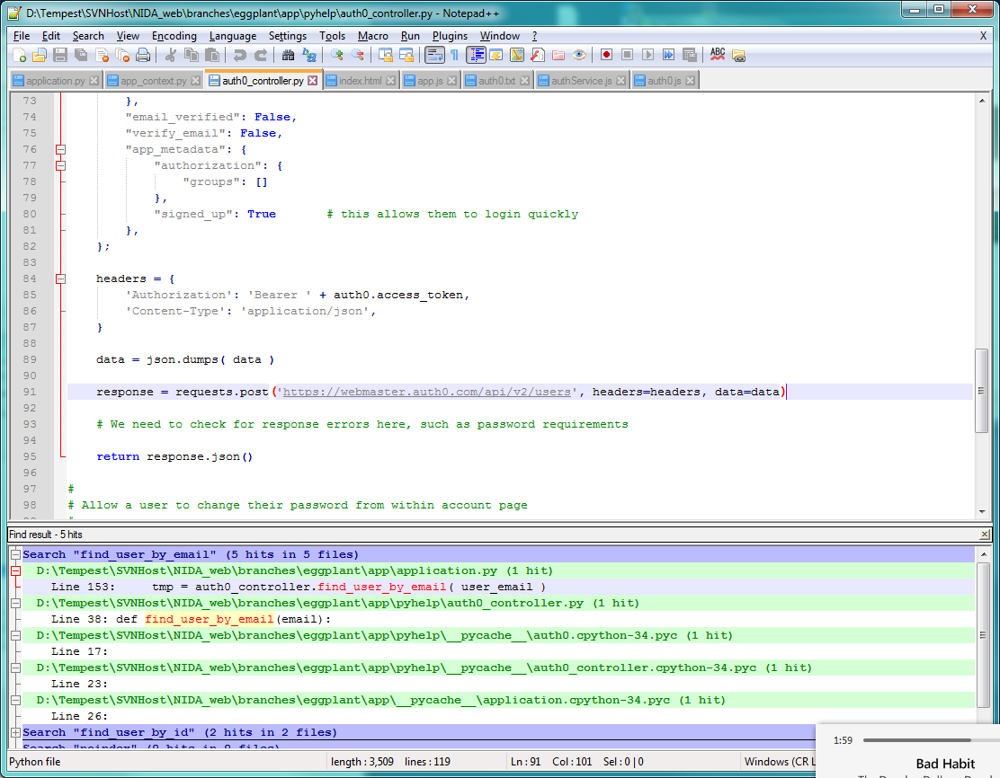 D:\Tempest\SVNHost\NIDA_web\branches\eggplant\app\pyhelp\auth0_controller.py - Notepad++
File Edit Search View Encoding Language Settings Tools Macro Run Plugins Window ? X
application.py app_context.py auth0_controller.py index.html app.js auth0.txt authService.js auth0.js
73 },
74 "email_verified": False,
75 "verify_email": False,
76 "app_metadata": {
77 "authorization": {
78 "groups": []
79 },
80 "signed_up": True # this allows them to login quickly
81 },
82 };
83
84 headers = {
85 'Authorization': 'Bearer ' + auth0.access_token,
86 'Content-Type': 'application/json',
87 }
88
89 data = json.dumps( data )
90
91 response = requests.post('https://webmaster.auth0.com/api/v2/users', headers=headers, data=data)
92
93 # We need to check for response errors here, such as password requirements
94
95 return response.json()
96
97 #
98 # Allow a user to change their password from within account page
Find result - 5 hits
Search "find_user_by_email" (5 hits in 5 files)
D:\Tempest\SVNHost\NIDA_web\branches\eggplant\app\application.py (1 hit)
Line 153: tmp = auth0_controller.find_user_by_email( user_email )
D:\Tempest\SVNHost\NIDA_web\branches\eggplant\app\pyhelp\auth0_controller.py (1 hit)
Line 38: def find_user_by_email(email):
D:\Tempest\SVNHost\NIDA_web\branches\eggplant\app\pyhelp\__pycache__\auth0.cpython-34.pyc (1 hit)
Line 17:
D:\Tempest\SVNHost\NIDA_web\branches\eggplant\app\pyhelp\__pycache__\auth0_controller.cpython-34.pyc (1 hit)
Line 23:
D:\Tempest\SVNHost\NIDA_web\branches\eggplant\app\__pycache__\application.cpython-34.pyc (1 hit)
Line 26:
Search "find_user_by_id" (2 hits in 2 files)
1:59
Bad Habit
Python file length : 3,509 lines : 119 Ln : 91 Col : 101 Sel : 0 | 0 Windows (CR L